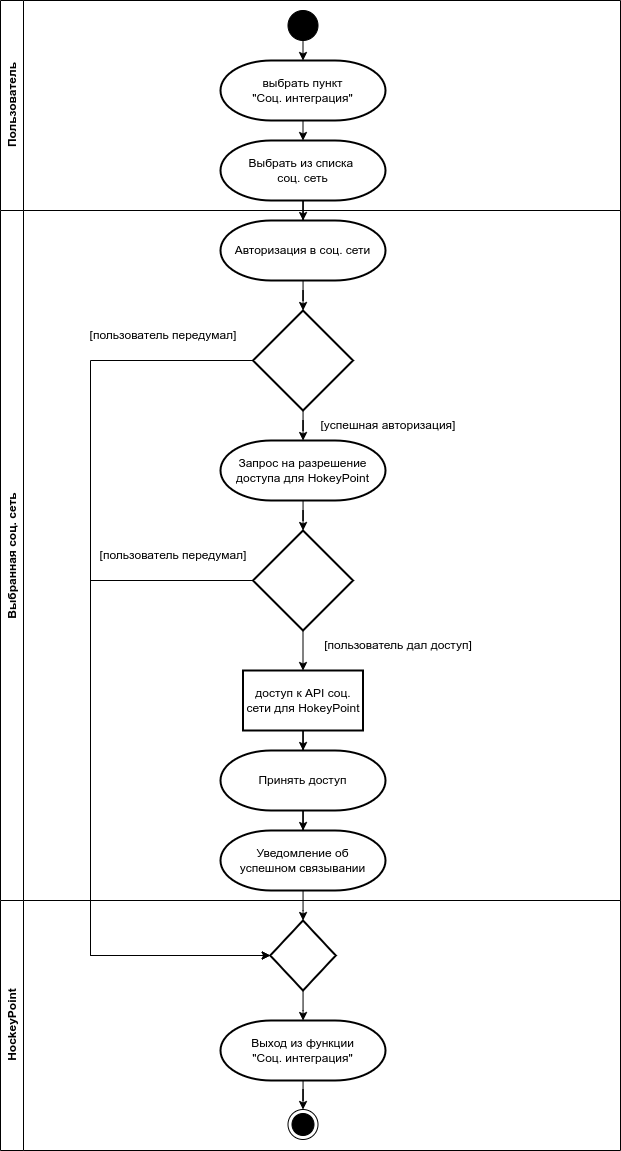 Пользователь
выбрать пункт
"Соц. интеграция"
Выбрать из списка
соц. сеть
Выбранная соц. сеть
Авторизация в соц. сети
[пользователь передумал]
[успешная авторизация]
Запрос на разрешение
доступа для HokeyPoint
[пользователь передумал]
[пользователь дал доступ]
доступ к API соц.
сети для HokeyPoint
Принять доступ
Уведомление об
успешном связывании
HockeyPoint
Выход из функции
"Соц. интеграция"